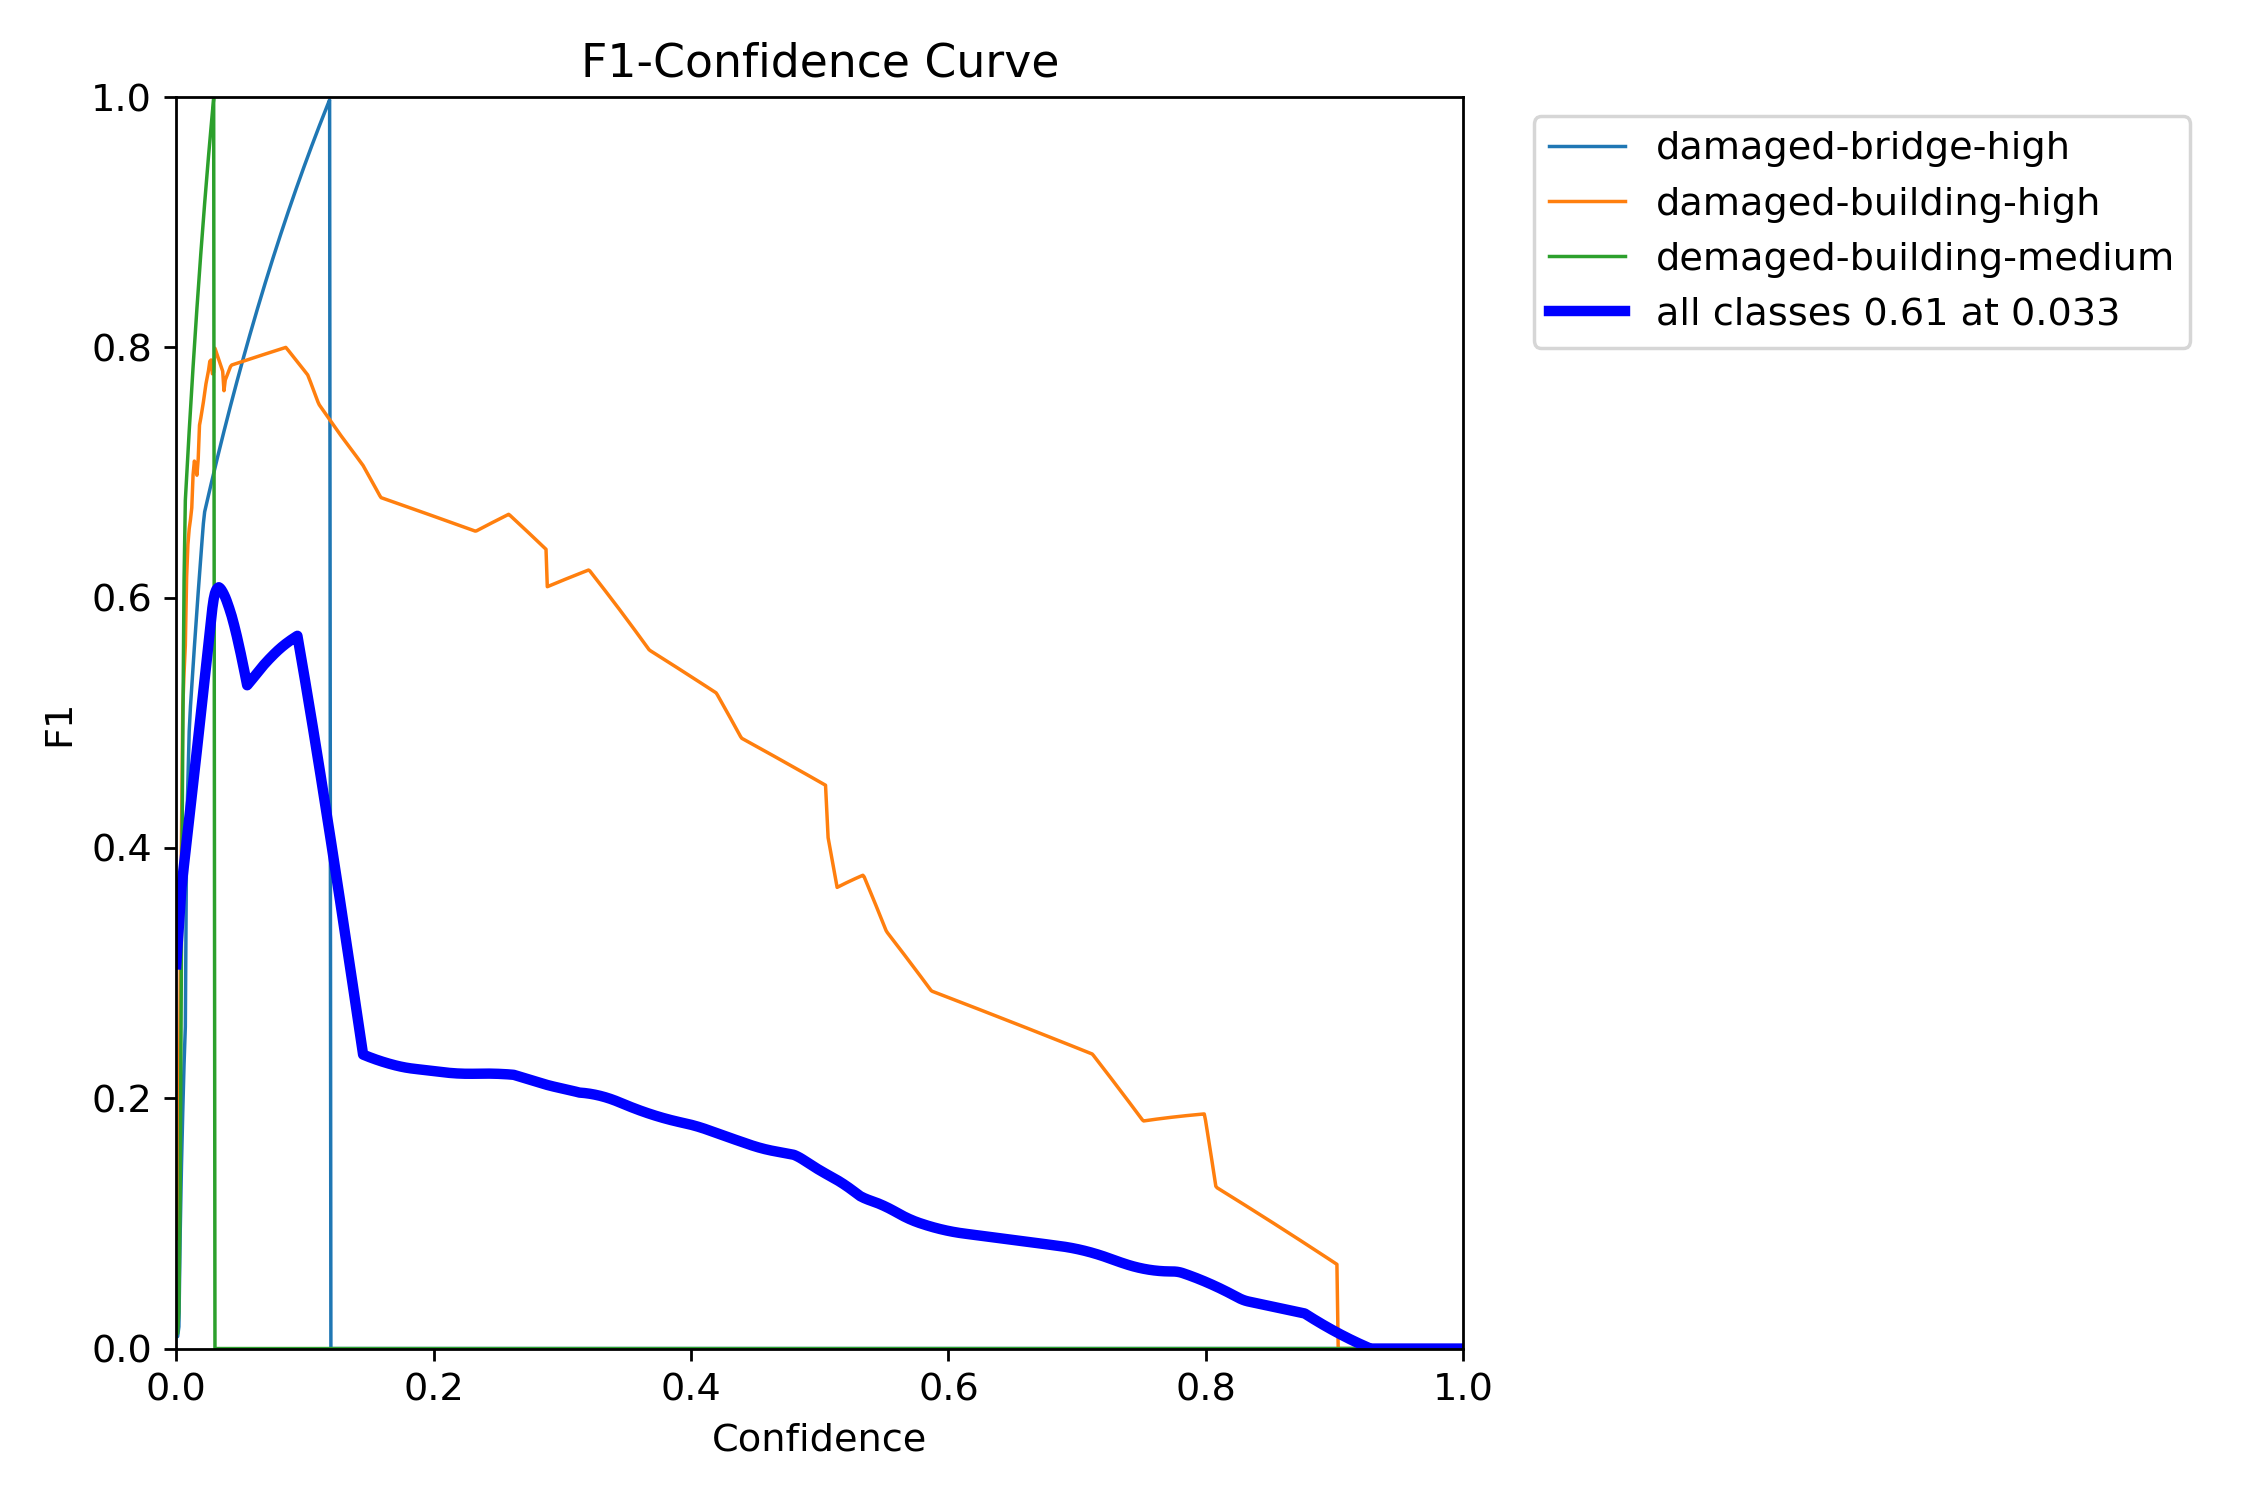 F1-Confidence Curve
1.0
0.8
0.6
0.4
0.2
0.0
F1
0.0 0.2 0.4 0.6 0.8 1.0
Confidence
damaged-bridge-high
damaged-building-high
demaged-building-medium
all classes 0.61 at 0.033